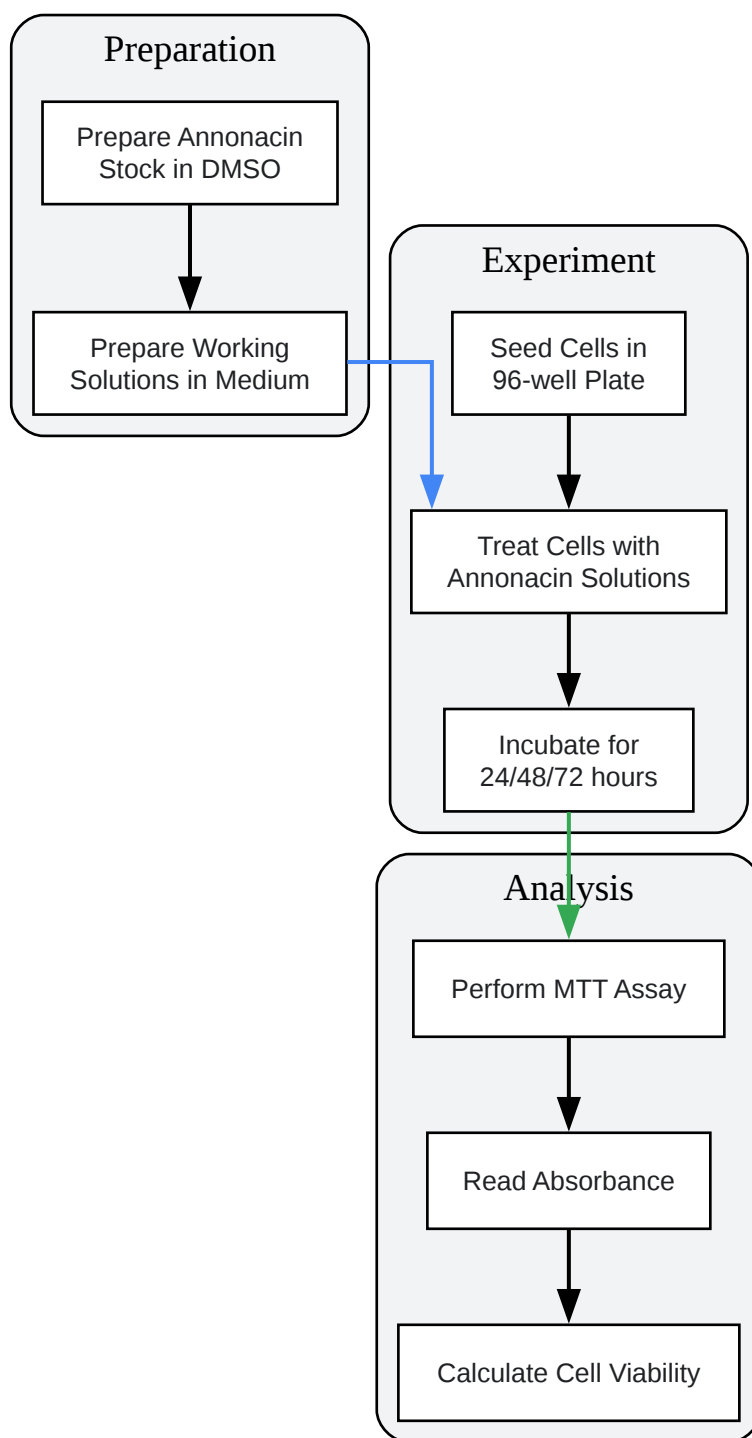 Preparation
Prepare Annonacin
Stock in DMSO
Prepare Working
Solutions in Medium
Experiment
Seed Cells in
96-well Plate
Treat Cells with
Annonacin Solutions
Incubate for
24/48/72 hours
Analysis
Perform MTT Assay
Read Absorbance
Calculate Cell Viability